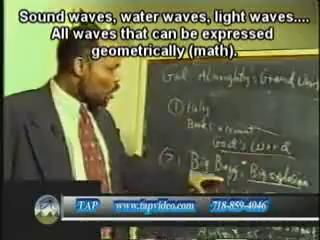 Sound waves, water waves, light waves....
All waves that can be expressed
geometrically (math).
God Almighty's Grand
①
Book
God's Word
② Big Bang: Big explosion
TAP www.tapvideo.com 718-859-4046